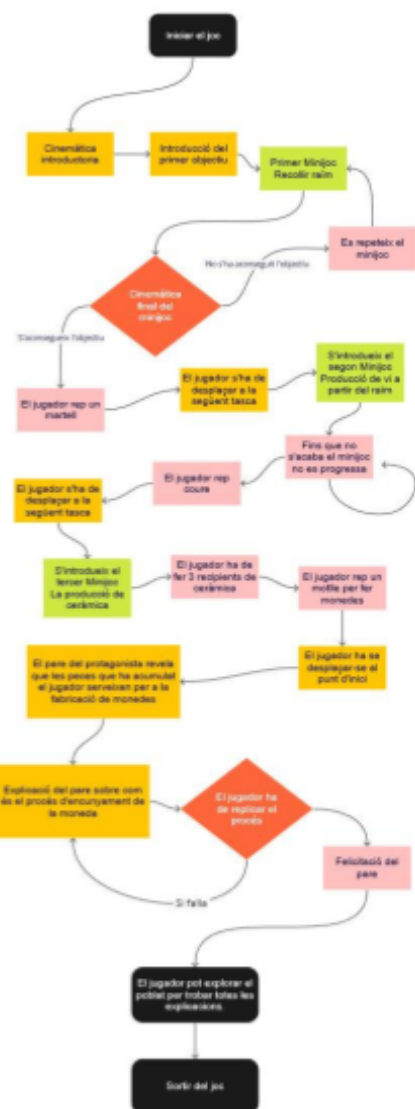 Iniciar el joc
Cinemàtica
introductoria
Introducció del
primer objectiu
Primer Minijoc
Recollir raïm
Es repeteix el
minijoc
No s'ha aconseguit l'objectiu
Cinemàtica
final del
minijoc
S'aconsegueix l'objectiu
El jugador rep un
martell
El jugador s'ha de
desplaçar a la
següent tasca
S'introdueix el
segon Minijoc
Producció de vi a
partir del raïm
Fins que no
s'acaba el minijoc
no es progressa
El jugador rep
coure
El jugador s'ha de
desplaçar a la
següent tasca
S'introdueix el
tercer Minijoc
La producció de
ceràmica
El jugador ha de
fer 3 recipients de
ceràmica
El jugador rep un
motlle per fer
monedes
El jugador ha se
desplaçar-se al
punt d'inici
El pare del protagonista revela
que les peces que ha acumulat
el jugador serveixen per a la
fabricació de monedes
Explicació del pare sobre com
és el procés d'encunyament de
la moneda
El jugador ha
de replicar el
procés
Si falla
Felicitació del
pare
El jugador pot explorar el
poblat per trobar totes les
explicacions.
Sortir del joc